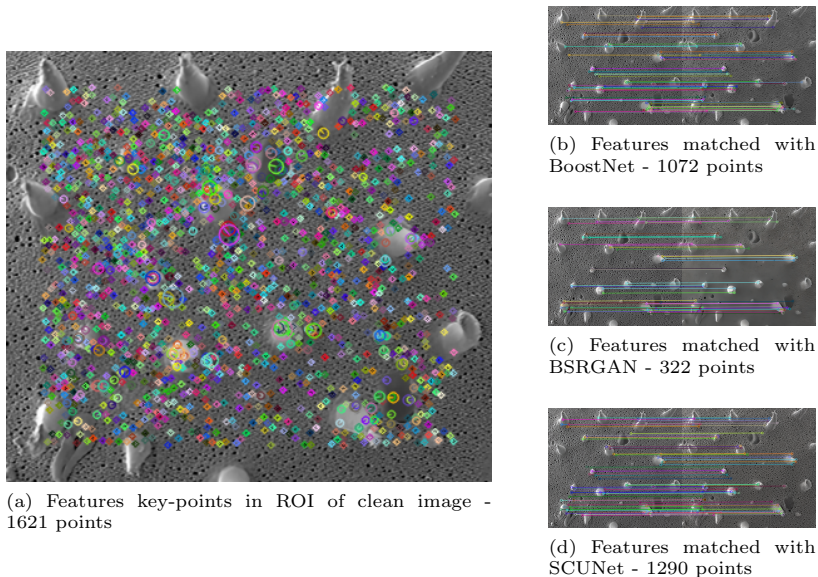 (a) Features key-points in ROI of clean image -
1621 points
(b) Features matched with
BoostNet - 1072 points
(c) Features matched with
BSRGAN - 322 points
(d) Features matched with
SCUNet - 1290 points